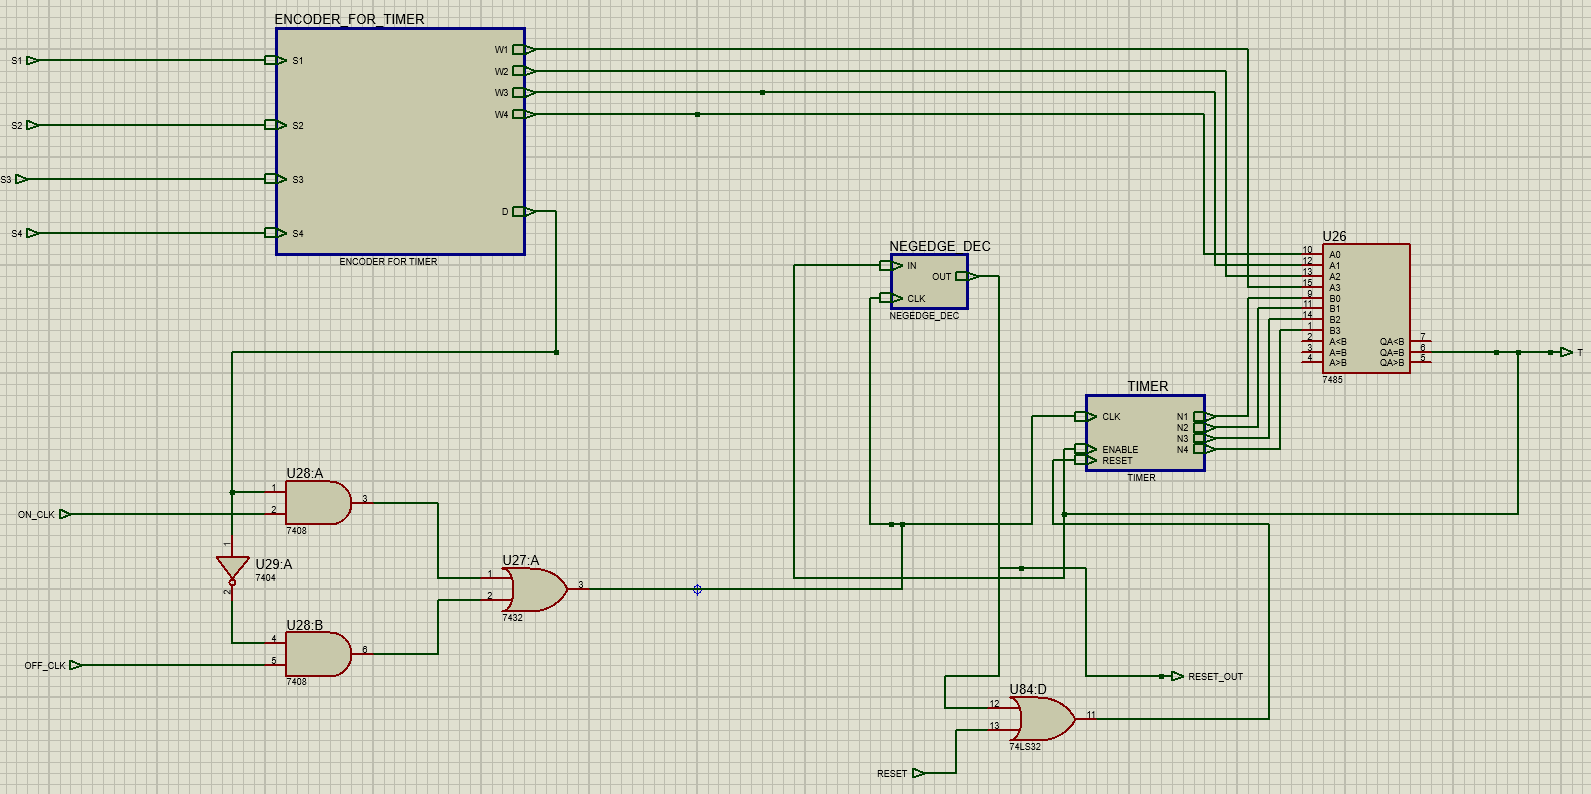 ENCODER_FOR_TIMER
S1
S1
W1
W2
W3
W4
S2
S2
S3
S3
S4
S4
D
ENCODER FOR TIMER
NEGEDGE_DEC
IN
OUT
CLK
NEGEDGE_DEC
U26
10 A0
12 A1
13 A2
15 A3
9 B0
11 B1
14 B2
1 B3
2 A<B QA<B 7
3 A=B QA=B 6
4 A>B QA>B 5
7485
T
TIMER
CLK N1
N2
N3
ENABLE N4
RESET
TIMER
U28:A
1
2
3
7408
ON_CLK
1
U29:A
7404
2
U27:A
1
2
3
7432
U28:B
4
5
6
7408
OFF_CLK
RESET_OUT
U84:D
12
13
11
74LS32
RESET